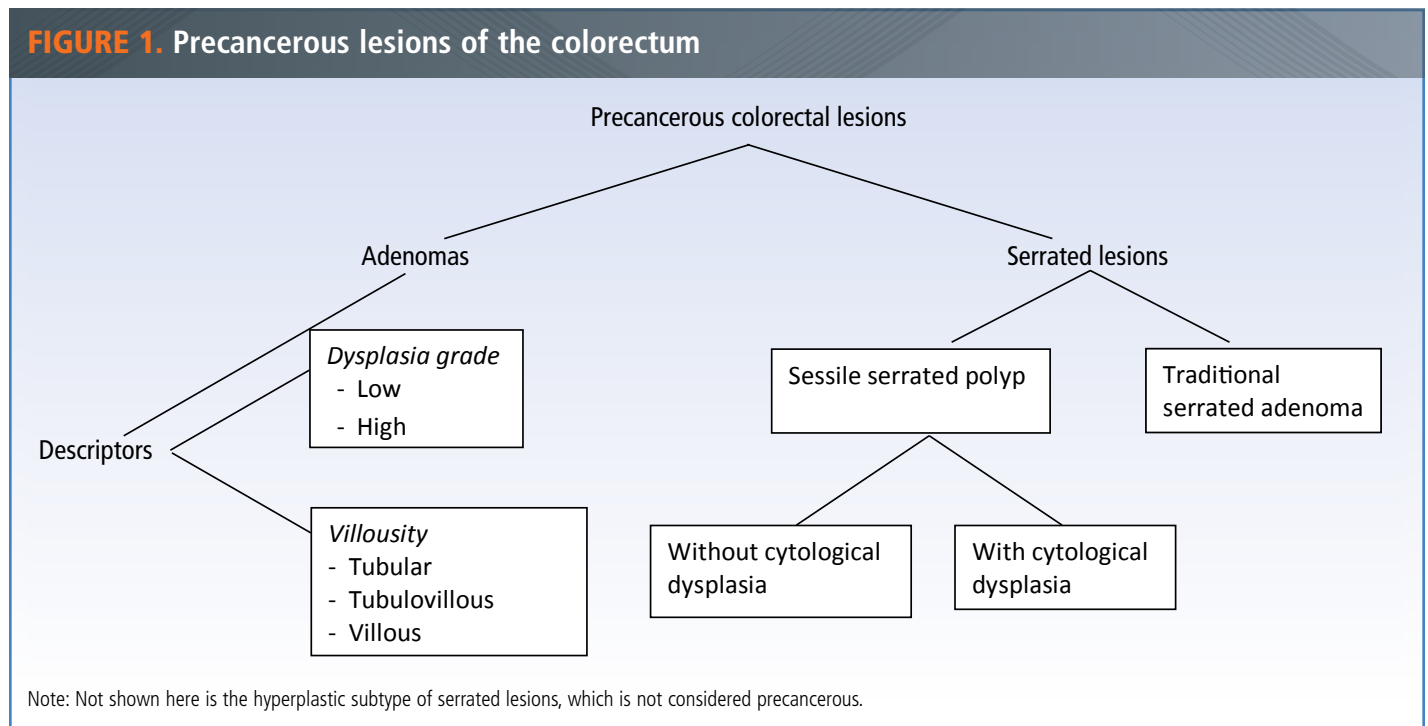 FIGURE 1. Precancerous lesions of the colorectum
Precancerous colorectal lesions
Adenomas
Serrated lesions
Descriptors
Dysplasia grade
- Low
- High
Villousity
- Tubular
- Tubulovillous
- Villous
Sessile serrated polyp
Traditional
serrated adenoma
Without cytological
dysplasia
With cytological
dysplasia
Note: Not shown here is the hyperplastic subtype of serrated lesions, which is not considered precancerous.